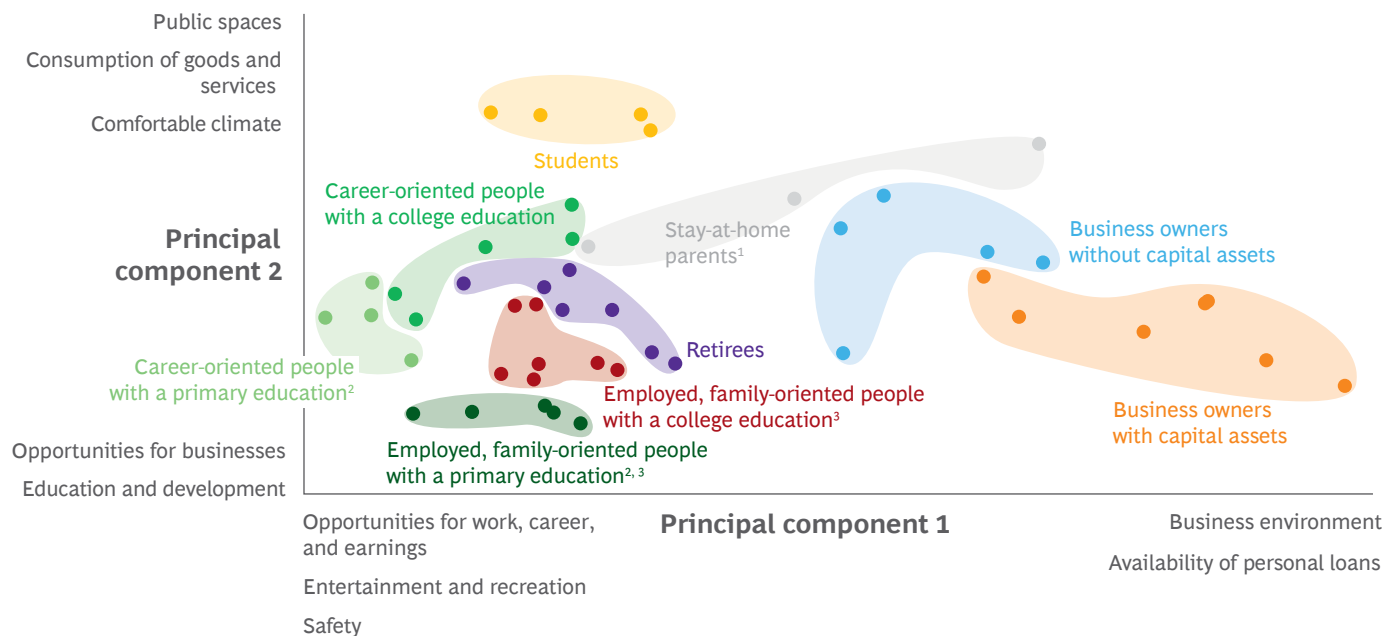 Public spaces
Consumption of goods and
services
Comfortable climate
Students
Career-oriented people
with a college education
Principal
component 2
Stay-at-home
parents¹
Business owners
without capital assets
Retirees
Career-oriented people
with a primary education²
Employed, family-oriented people
with a college education³
Business owners
with capital assets
Employed, family-oriented people
with a primary education²˒ ³
Opportunities for businesses
Education and development
Opportunities for work, career,
and earnings
Entertainment and recreation
Safety
Principal component 1
Business environment
Availability of personal loans